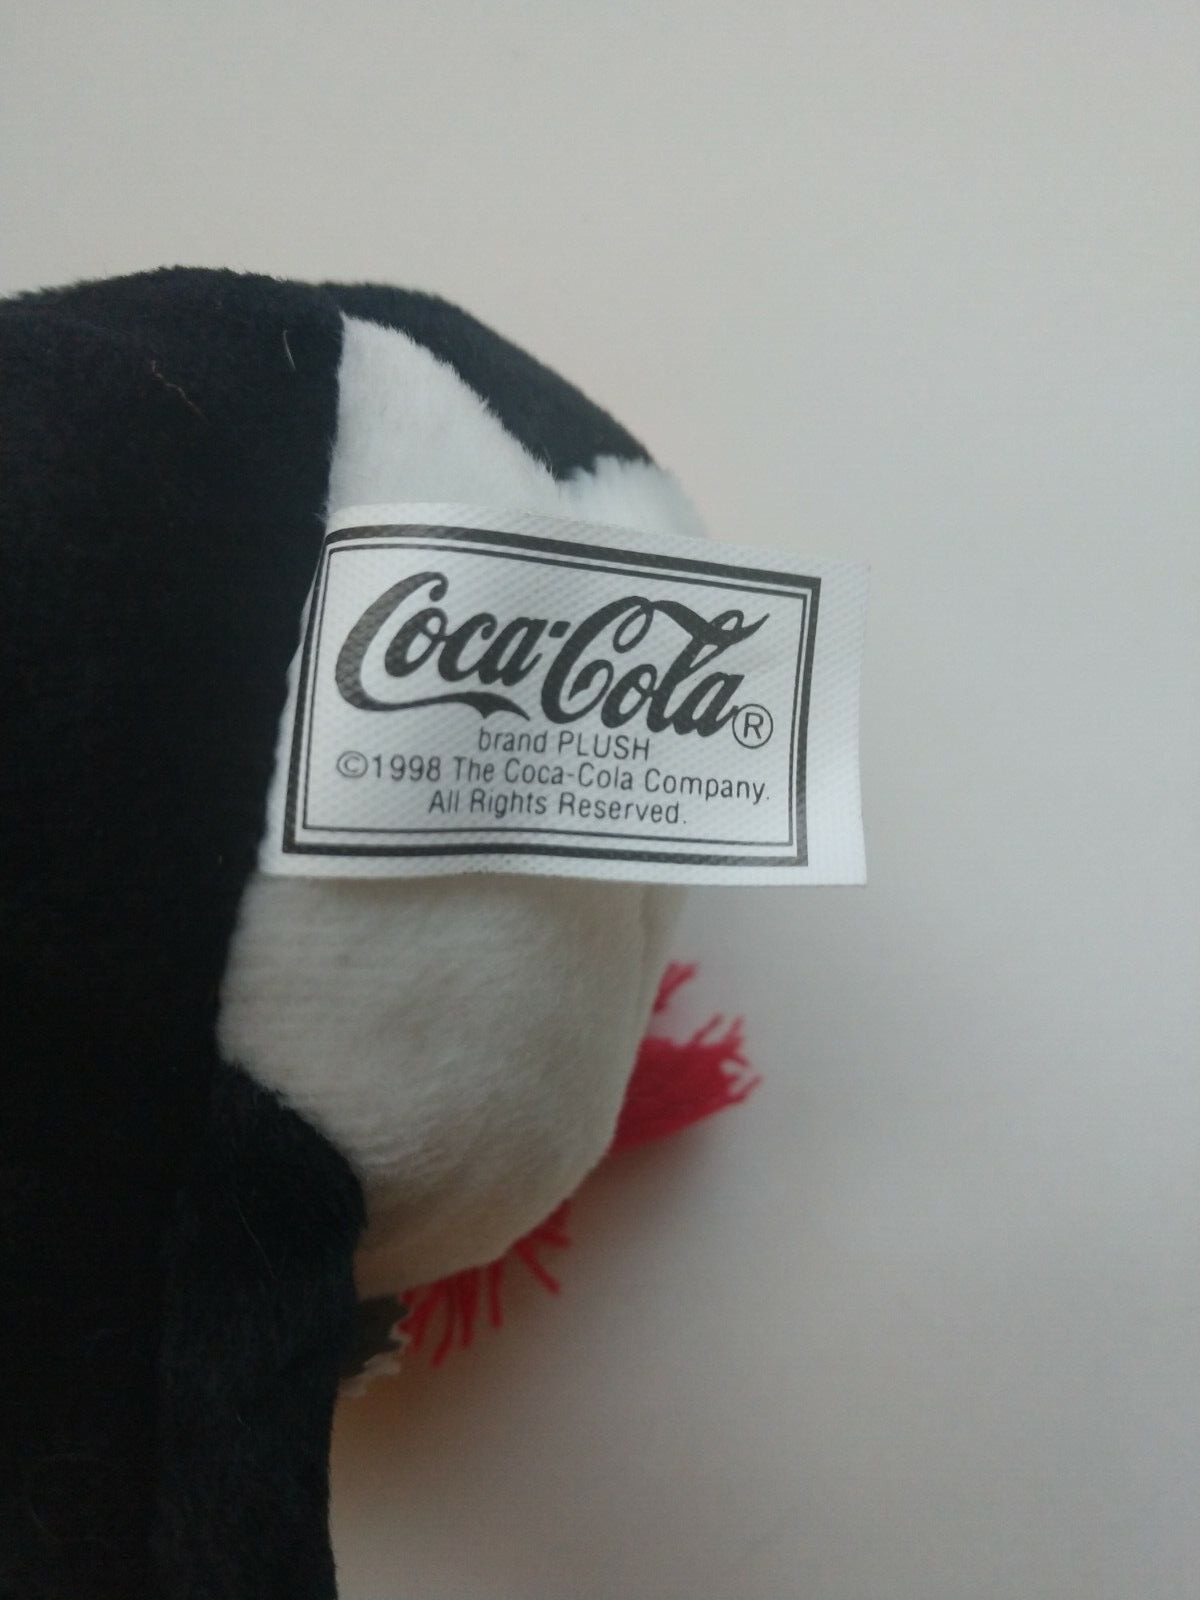 Coca-Cola®
brand PLUSH
©1998 The Coca-Cola Company.
All Rights Reserved.